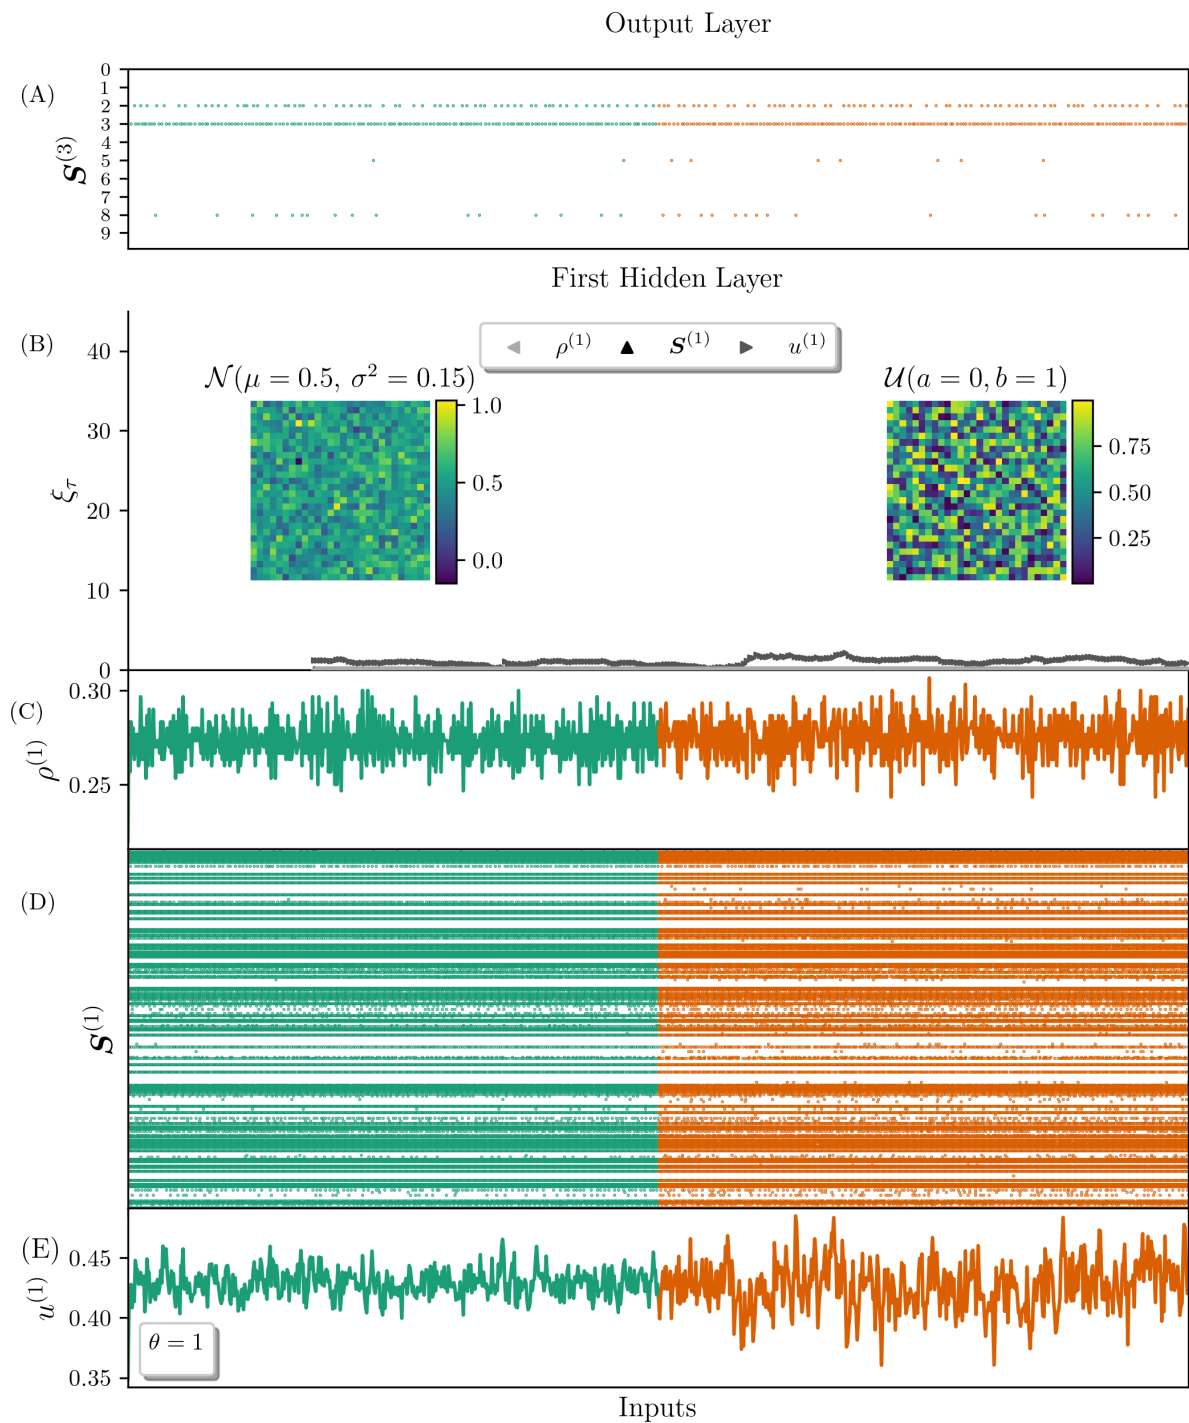 Output Layer
(A)
S^{(3)}
0
1
2
3
4
5
6
7
8
9
First Hidden Layer
(B)
ξ_τ
40
30
20
10
0
ρ^{(1)} S^{(1)} u^{(1)}
𝒩(μ = 0.5, σ² = 0.15)
1.0
0.5
0.0
𝒰(a = 0, b = 1)
0.75
0.50
0.25
(C)
ρ^{(1)}
0.30
0.25
(D)
S^{(1)}
(E)
u^{(1)}
0.45
0.40
0.35
θ = 1
Inputs